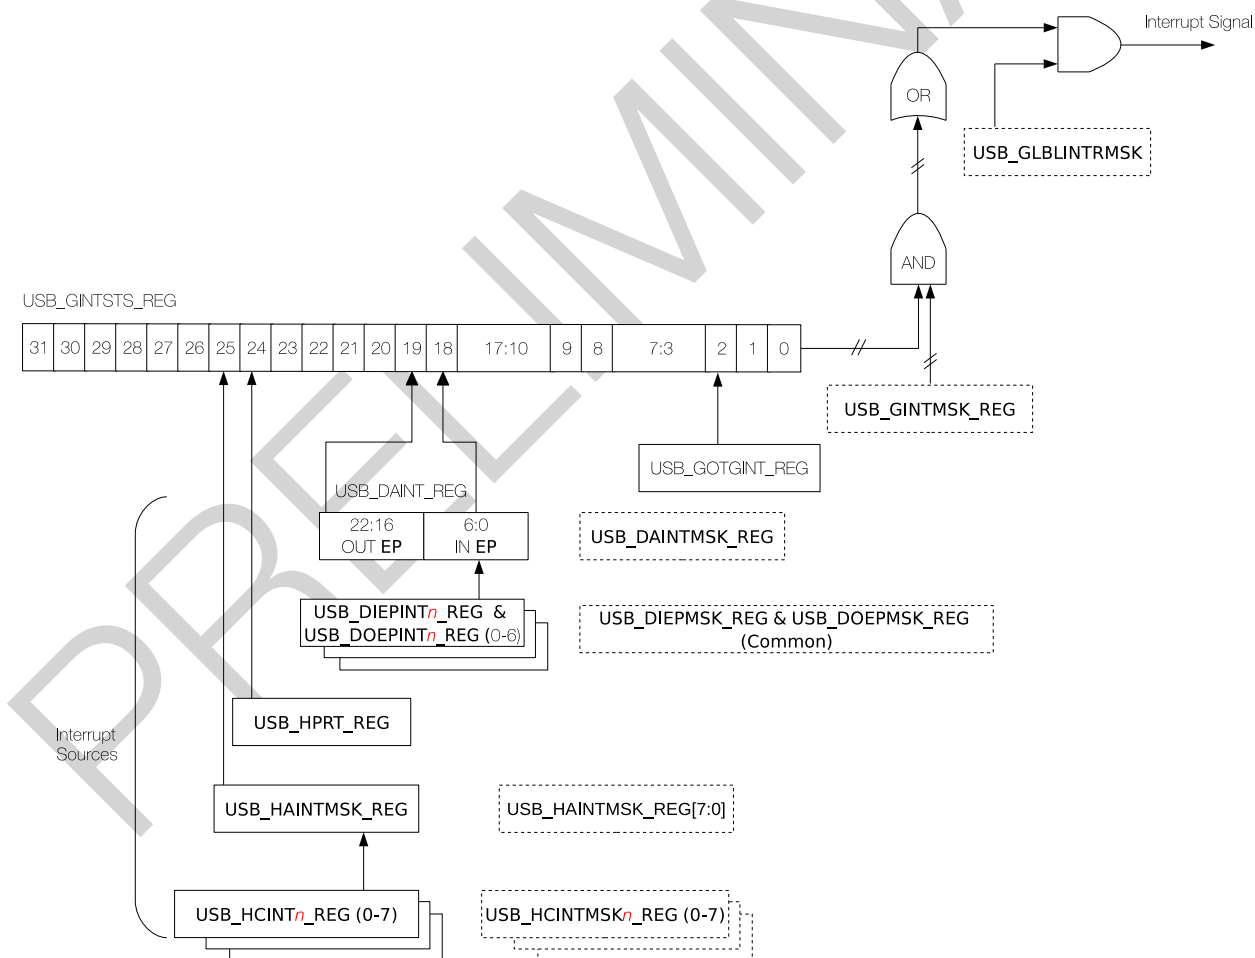 Interrupt Signal
OR
USB_GLBLINTRMSK
AND
USB_GINTSTS_REG
31 30 29 28 27 26 25 24 23 22 21 20 19 18 17:10 9 8 7:3 2 1 0
USB_GINTMSK_REG
USB_GOTGINT_REG
USB_DAINT_REG
22:16
OUT EP
6:0
IN EP
USB_DAINTMSK_REG
USB_DIEPINTn_REG &
USB_DOEPINTn_REG (0-6)
USB_DIEPMSK_REG & USB_DOEPMSK_REG
(Common)
USB_HPRT_REG
Interrupt
Sources
USB_HAINTMSK_REG
USB_HAINTMSK_REG[7:0]
USB_HCINTn_REG (0-7)
USB_HCINTMSKn_REG (0-7)